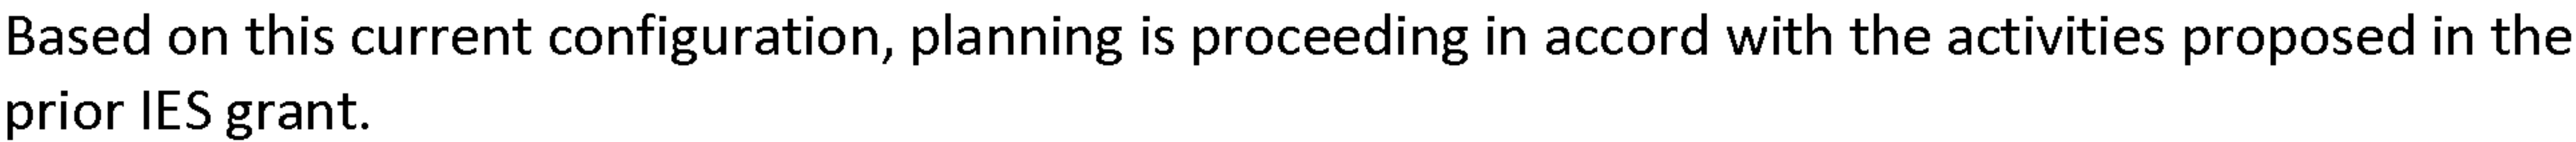 Based on this current configuration, planning is proceeding in accord with the activities proposed in the
prior IES grant.